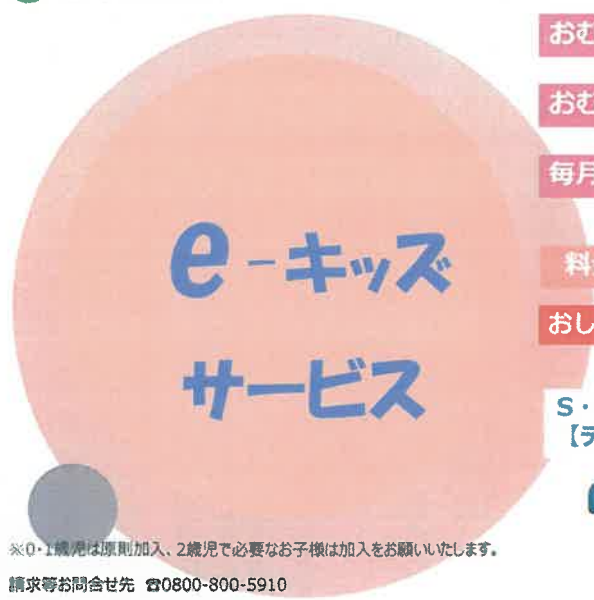 e-キッズ
サービス
おむ
おむ
毎月
料
おし
S・
【テ
※0・1歳児は原則加入、2歳児で必要なお子様は加入をお願いいたします。
請求等お問合せ先 ☎0800-800-5910